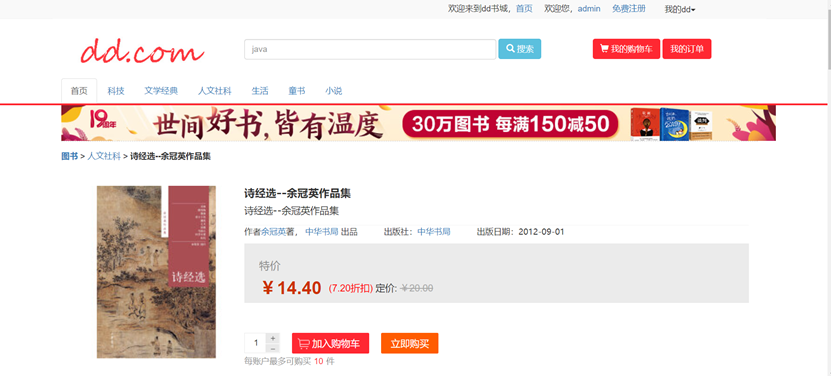 欢迎来到dd书城，首页 欢迎您，admin 免费注册 我的dd
dd.com
java
搜索
我的购物车 我的订单
首页 科技 文学经典 人文社科 生活 童书 小说
19周年 世间好书,皆有温度 30万图书 每满150减50
图书 > 人文社科 > 诗经选--余冠英作品集
诗经选--余冠英作品集
诗经选--余冠英作品集
作者余冠英著， 中华书局 出品 出版社：中华书局 出版日期：2012-09-01
诗经选
特价
￥14.40 (7.20折扣) 定价: ￥20.00
1 + − 加入购物车 立即购买
每账户最多可购买 10 件